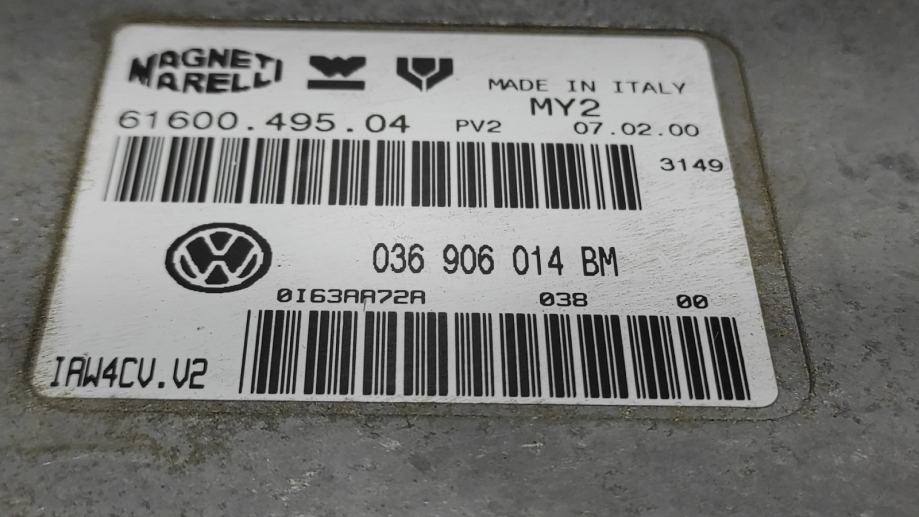 MAGNETI MARELLI
MADE IN ITALY
MY2
61600.495.04 PV2 07.02.00
3149
036 906 014 BM
0I63AA72A 038 00
IAW4CV.V2